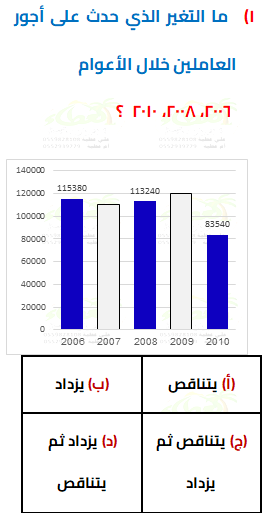 ١) ما التغير الذي حدث على أجور
العاملين خلال الأعوام
٢٠٠٦، ٢٠٠٨، ٢٠١٠ ؟
140000
120000
100000
80000
60000
40000
20000
0
115380
113240
83540
2006 2007 2008 2009 2010
(أ) يتناقص
(ب) يزداد
(ج) يتناقص ثم
يزداد
(د) يزداد ثم
يتناقص